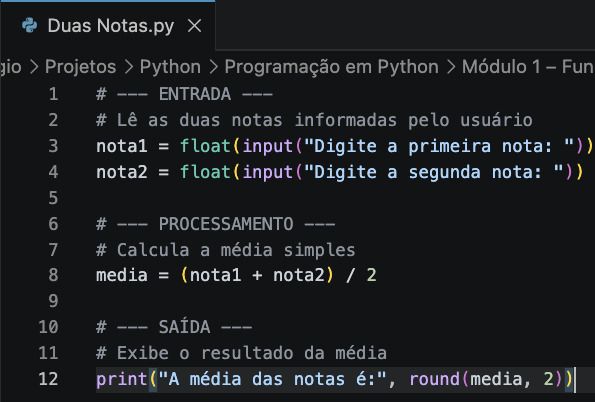 Duas Notas.py
gio > Projetos > Python > Programação em Python > Módulo 1 – Fun
1 # --- ENTRADA ---
2 # Lê as duas notas informadas pelo usuário
3 nota1 = float(input("Digite a primeira nota: "))
4 nota2 = float(input("Digite a segunda nota: "))
5
6 # --- PROCESSAMENTO ---
7 # Calcula a média simples
8 media = (nota1 + nota2) / 2
9
10 # --- SAÍDA ---
11 # Exibe o resultado da média
12 print("A média das notas é:", round(media, 2))